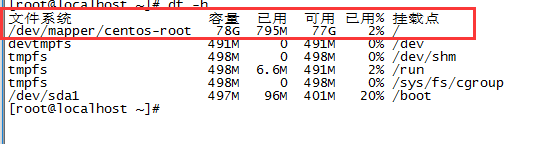 [root@localhost ~]# df -h
文件系统 容量 已用 可用 已用% 挂载点
/dev/mapper/centos-root 78G 795M 77G 2% /
devtmpfs 491M 0 491M 0% /dev
tmpfs 498M 0 498M 0% /dev/shm
tmpfs 498M 6.6M 491M 2% /run
tmpfs 498M 0 498M 0% /sys/fs/cgroup
/dev/sda1 497M 96M 401M 20% /boot
[root@localhost ~]#